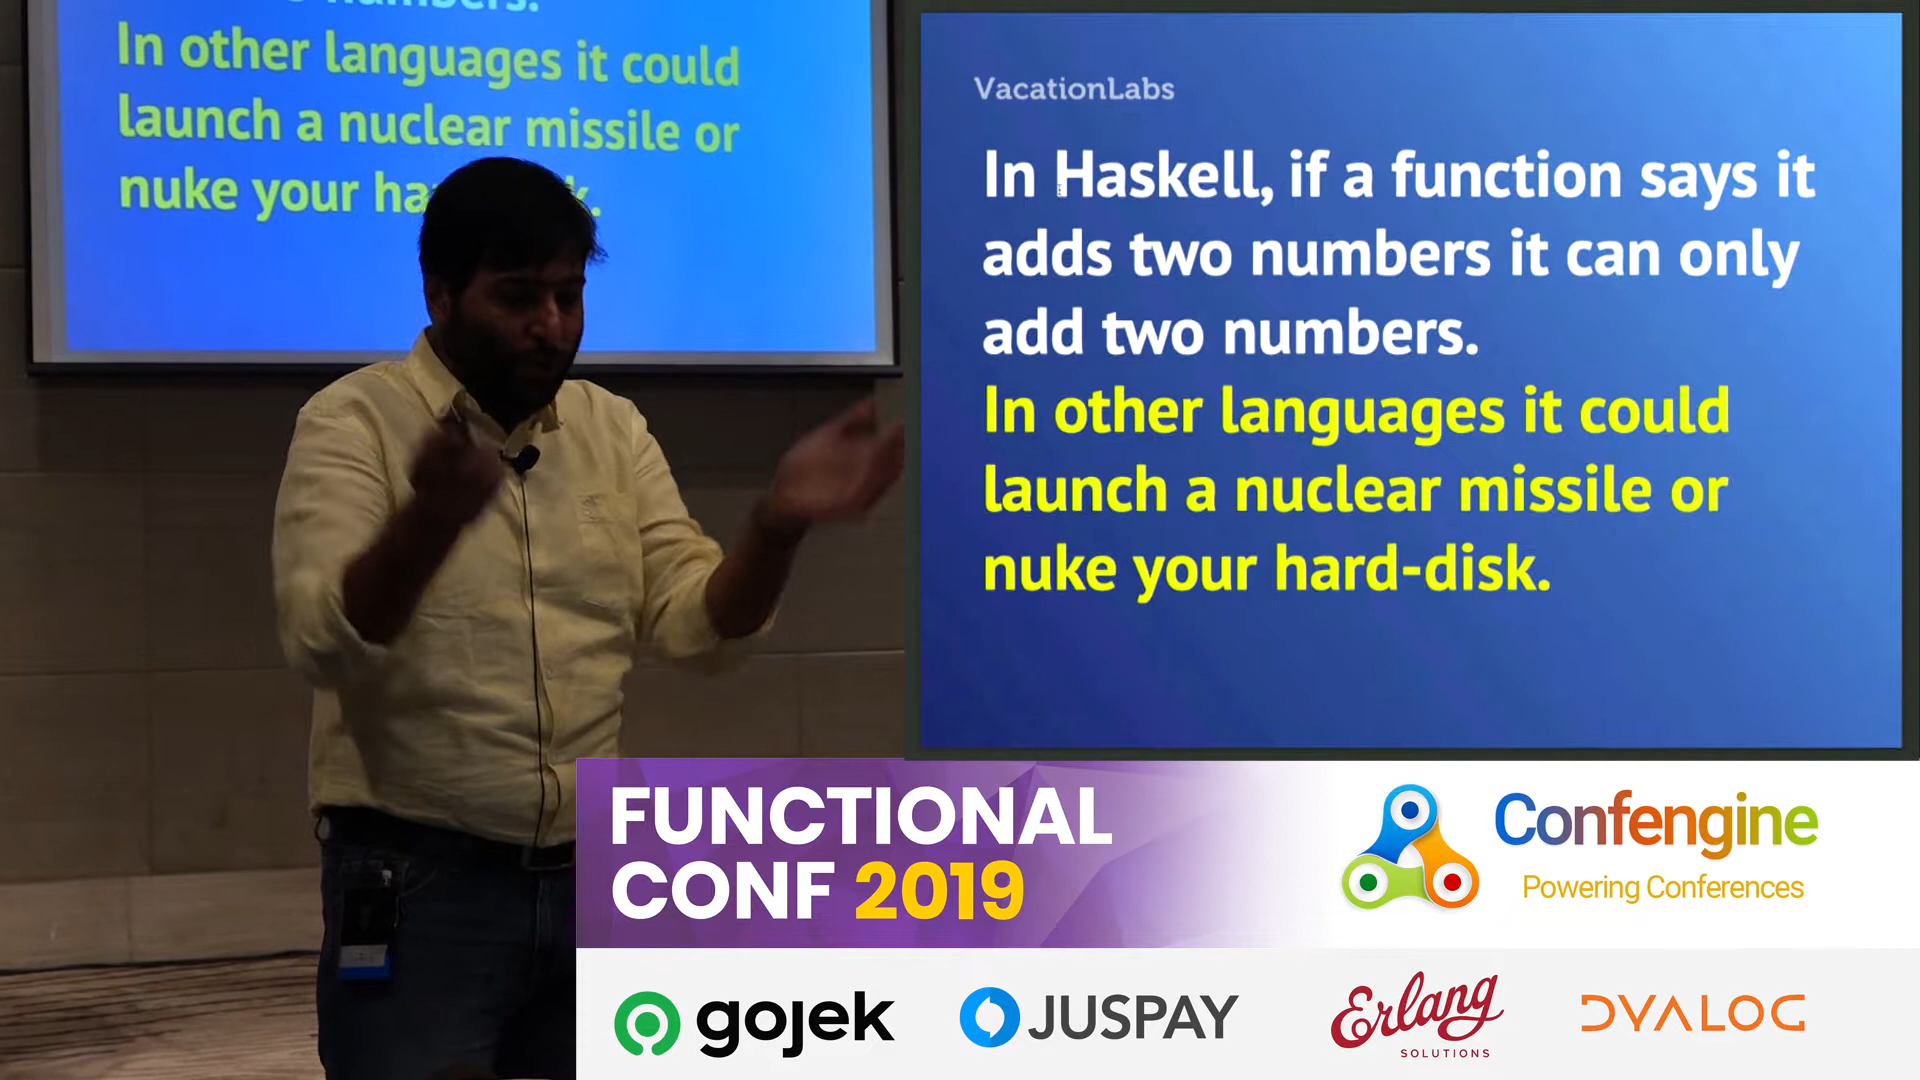 numbers.
In other languages it could
launch a nuclear missile or
nuke your ha k.
VacationLabs
In Haskell, if a function says it
adds two numbers it can only
add two numbers.
In other languages it could
launch a nuclear missile or
nuke your hard-disk.
FUNCTIONAL
CONF 2019
Confengine
Powering Conferences
gojek
JUSPAY
Erlang
SOLUTIONS
DYALOG